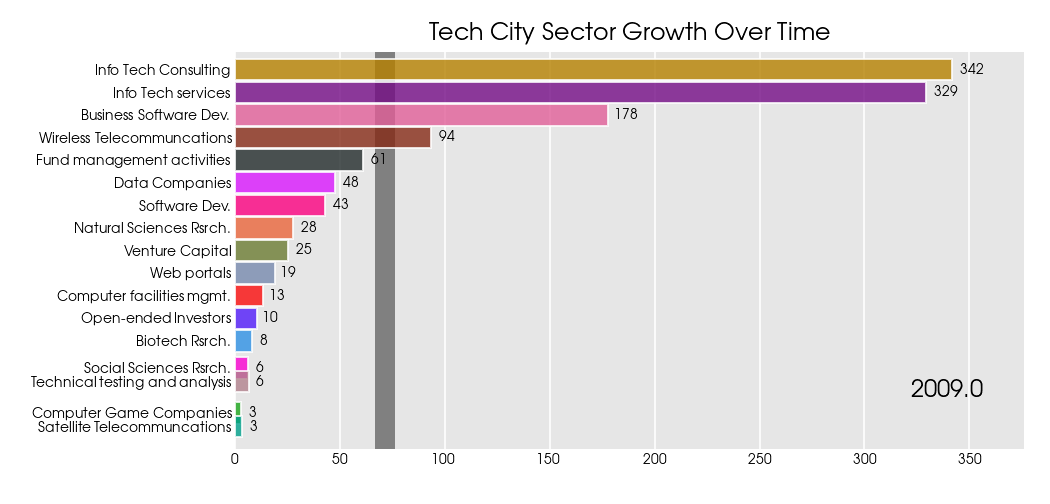 Tech City Sector Growth Over Time
Info Tech Consulting 342
Info Tech services 329
Business Software Dev. 178
Wireless Telecommuncations 94
Fund management activities 61
Data Companies 48
Software Dev. 43
Natural Sciences Rsrch. 28
Venture Capital 25
Web portals 19
Computer facilities mgmt. 13
Open-ended Investors 10
Biotech Rsrch. 8
Social Sciences Rsrch. 6
Technical testing and analysis 6
2009.0
Computer Game Companies 3
Satellite Telecommuncations 3
0 50 100 150 200 250 300 350